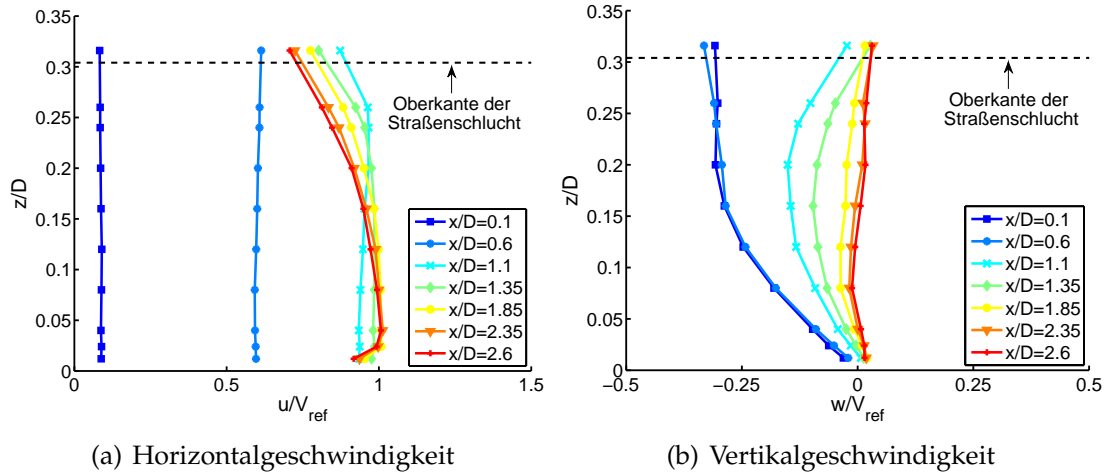 0.35
0.3
0.25
0.2
0.15
0.1
0.05
0
z/D
Oberkante der
Straßenschlucht
x/D=0.1
x/D=0.6
x/D=1.1
x/D=1.35
x/D=1.85
x/D=2.35
x/D=2.6
0 0.5 1 1.5
u/V_ref
(a) Horizontalgeschwindigkeit
0.35
0.3
0.25
0.2
0.15
0.1
0.05
0
z/D
Oberkante der
Straßenschlucht
x/D=0.1
x/D=0.6
x/D=1.1
x/D=1.35
x/D=1.85
x/D=2.35
x/D=2.6
−0.5 −0.25 0 0.25 0.5
w/V_ref
(b) Vertikalgeschwindigkeit